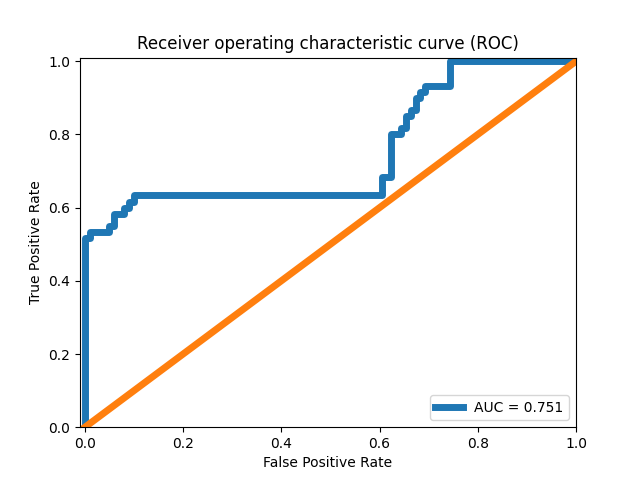 Receiver operating characteristic curve (ROC)
True Positive Rate
1.0
0.8
0.6
0.4
0.2
0.0
0.0 0.2 0.4 0.6 0.8 1.0
False Positive Rate
AUC = 0.751